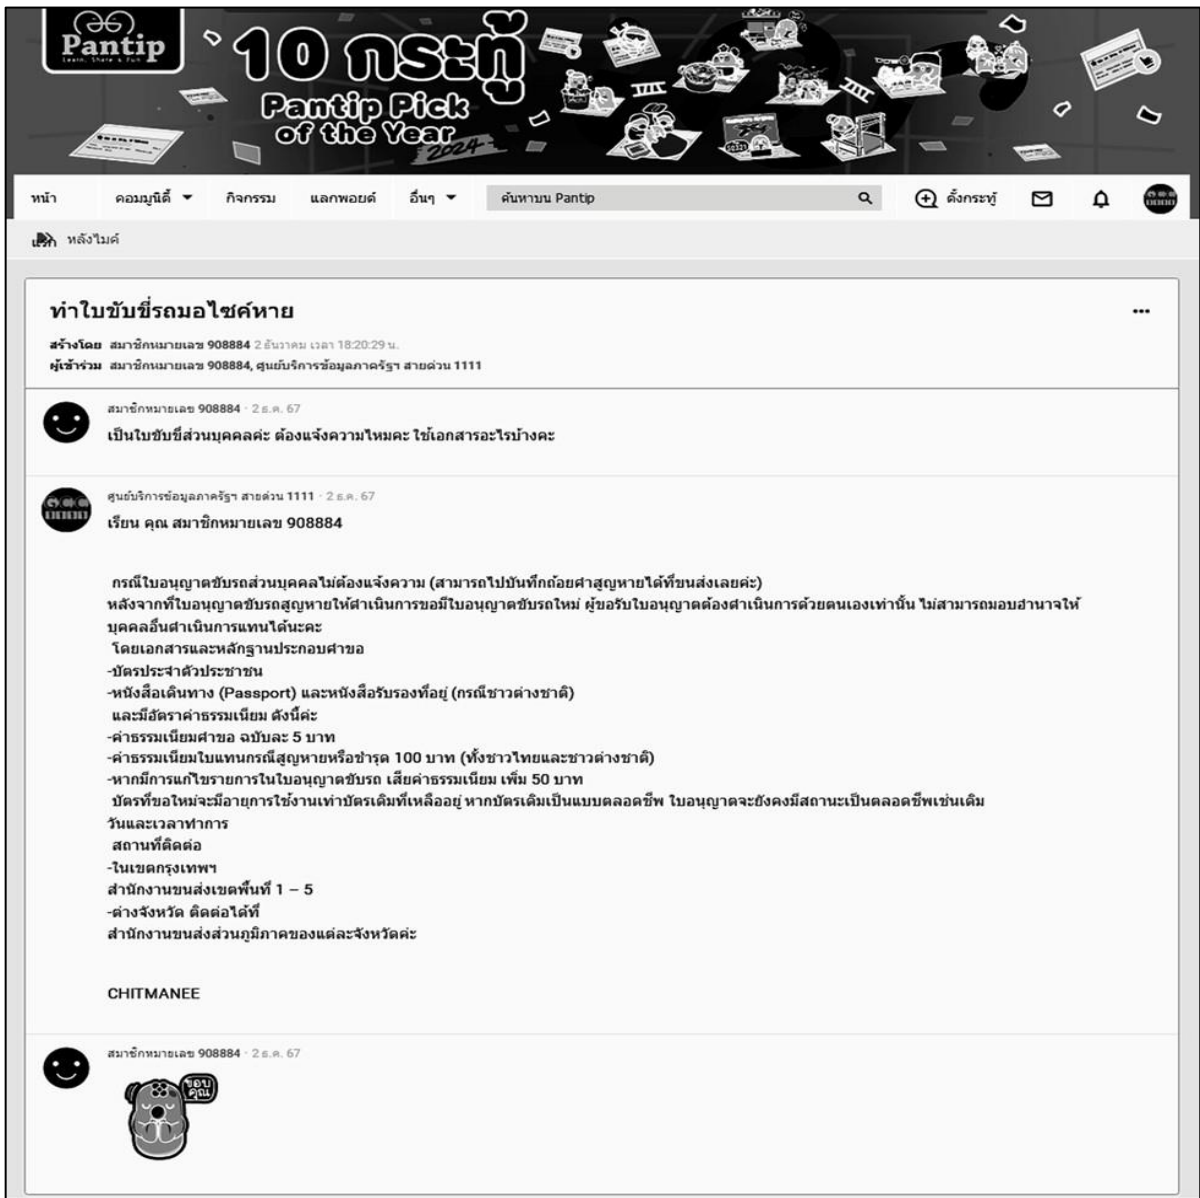 Pantip
Learn, Share & Fun
10 กระทู้
Pantip Pick
of the Year
2024
หน้าแรก คอมมูนิตี้ กิจกรรม แลกพอยต์ อื่นๆ ค้นหาบน Pantip ตั้งกระทู้
หลังไมค์
ทำใบขับขี่รถมอไซค์หาย
สร้างโดย สมาชิกหมายเลข 908884 2 ธันวาคม เวลา 18:20:29 น.
ผู้เข้าร่วม สมาชิกหมายเลข 908884, ศูนย์บริการข้อมูลภาครัฐฯ สายด่วน 1111
สมาชิกหมายเลข 908884 · 2 ธ.ค. 67
เป็นใบขับขี่ส่วนบุคคลค่ะ ต้องแจ้งความไหมคะ ใช้เอกสารอะไรบ้างคะ
ศูนย์บริการข้อมูลภาครัฐฯ สายด่วน 1111 · 2 ธ.ค. 67
เรียน คุณ สมาชิกหมายเลข 908884
กรณีใบอนุญาตขับรถส่วนบุคคลไม่ต้องแจ้งความ (สามารถไปบันทึกถ้อยคำสูญหายได้ที่ขนส่งเลยค่ะ)
หลังจากที่ใบอนุญาตขับรถสูญหายให้ดำเนินการขอมีใบอนุญาตขับรถใหม่ ผู้ขอรับใบอนุญาตต้องดำเนินการด้วยตนเองเท่านั้น ไม่สามารถมอบอำนาจให้
บุคคลอื่นดำเนินการแทนได้นะคะ
โดยเอกสารและหลักฐานประกอบคำขอ
-บัตรประจำตัวประชาชน
-หนังสือเดินทาง (Passport) และหนังสือรับรองที่อยู่ (กรณีชาวต่างชาติ)
และมีอัตราค่าธรรมเนียม ดังนี้ค่ะ
-ค่าธรรมเนียมคำขอ ฉบับละ 5 บาท
-ค่าธรรมเนียมใบแทนกรณีสูญหายหรือชำรุด 100 บาท (ทั้งชาวไทยและชาวต่างชาติ)
-หากมีการแก้ไขรายการในใบอนุญาตขับรถ เสียค่าธรรมเนียม เพิ่ม 50 บาท
บัตรที่ขอใหม่จะมีอายุการใช้งานเท่าบัตรเดิมที่เหลืออยู่ หากบัตรเดิมเป็นแบบตลอดชีพ ใบอนุญาตจะยังคงมีสถานะเป็นตลอดชีพเช่นเดิม
วันและเวลาทำการ
สถานที่ติดต่อ
-ในเขตกรุงเทพฯ
สำนักงานขนส่งเขตพื้นที่ 1 – 5
-ต่างจังหวัด ติดต่อได้ที่
สำนักงานขนส่งส่วนภูมิภาคของแต่ละจังหวัดค่ะ
CHITMANEE
สมาชิกหมายเลข 908884 · 2 ธ.ค. 67
ขอบ
คุณ